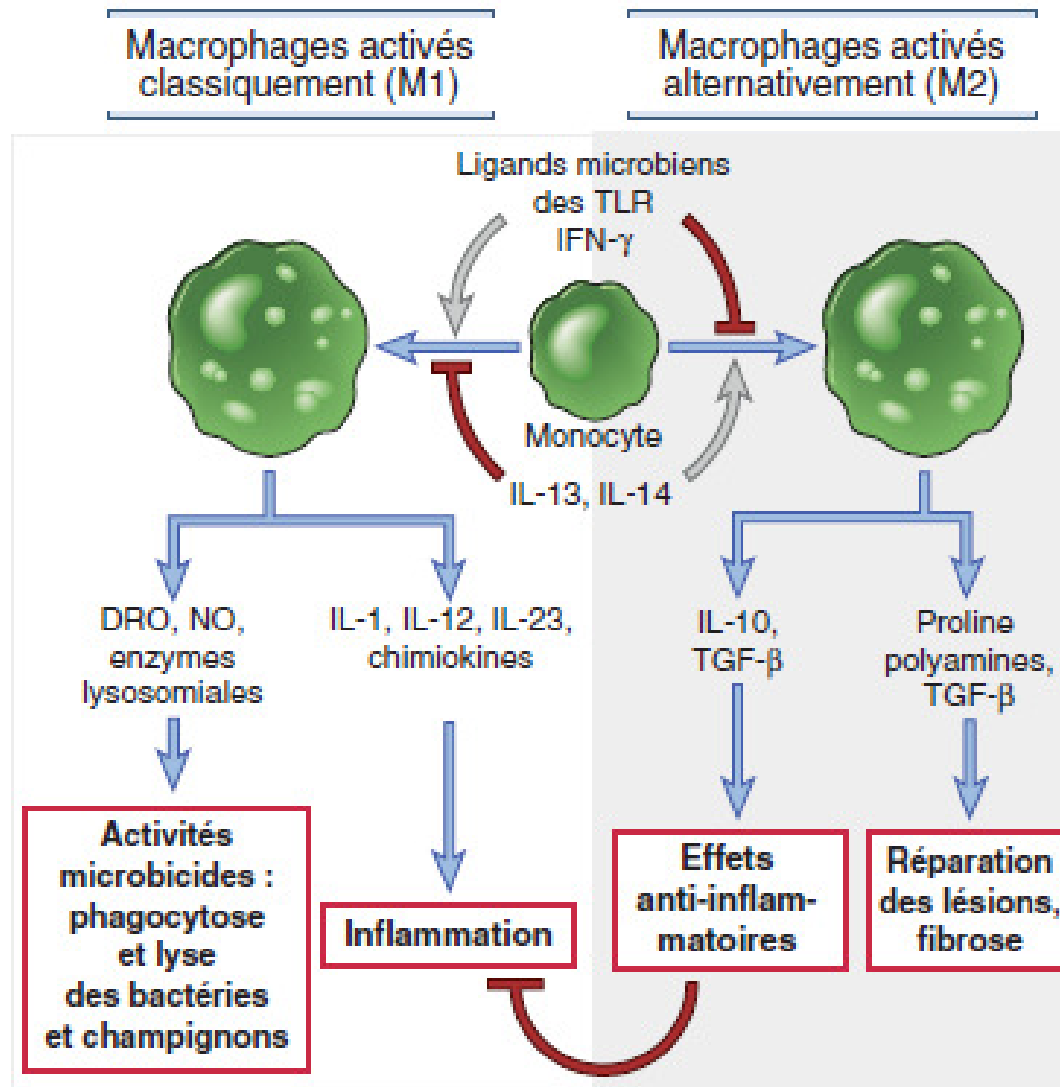 Macrophages activés
classiquement (M1)
Macrophages activés
alternativement (M2)
Ligands microbiens
des TLR
IFN-γ
Monocyte
IL-13, IL-14
DRO, NO,
enzymes
lysosomiales
IL-1, IL-12, IL-23,
chimiokines
IL-10,
TGF-β
Proline
polyamines,
TGF-β
Activités
microbicides :
phagocytose
et lyse
des bactéries
et champignons
Inflammation
Effets
anti-inflam-
matoires
Réparation
des lésions,
fibrose